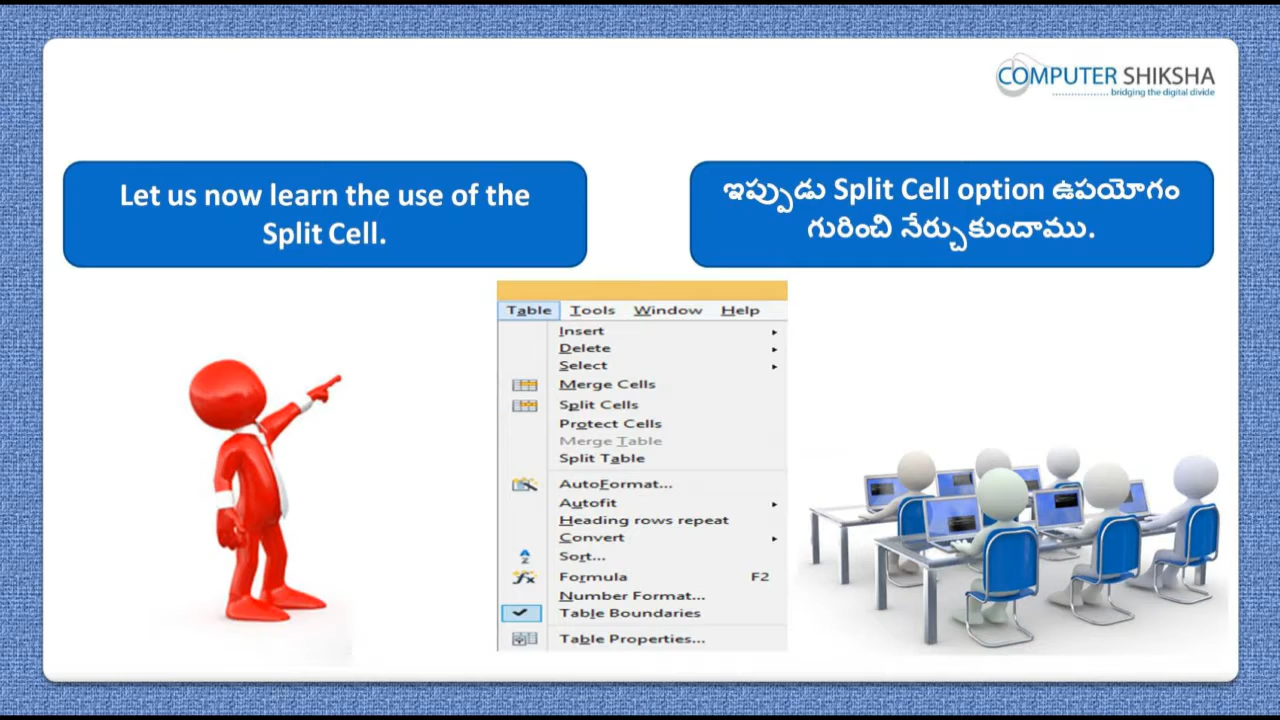 COMPUTER SHIKSHA
bridging the digital divide
Let us now learn the use of the
Split Cell.
ఇప్పుడు Split Cell option ఉపయోగం
గురించి నేర్చుకుందాము.
Table Tools Window Help
Insert
Delete
Select
Merge Cells
Split Cells
Protect Cells
Merge Table
Split Table
AutoFormat...
Autofit
Heading rows repeat
Convert
Sort...
Formula F2
Number Format...
Table Boundaries
Table Properties...